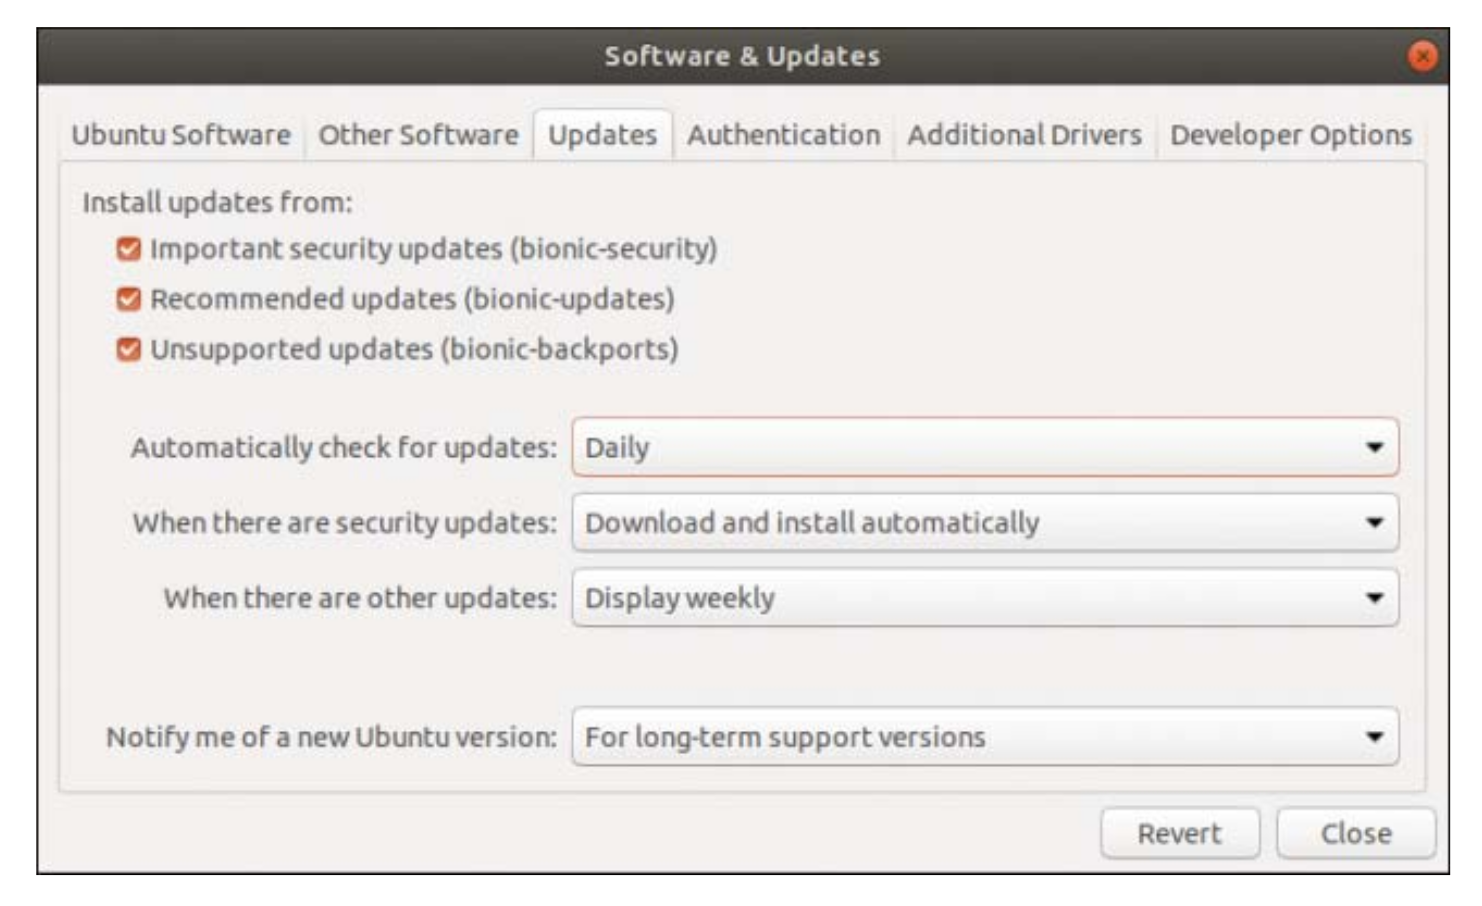 Software & Updates
Ubuntu Software Other Software Updates Authentication Additional Drivers Developer Options
Install updates from:
Important security updates (bionic-security)
Recommended updates (bionic-updates)
Unsupported updates (bionic-backports)
Automatically check for updates: Daily
When there are security updates: Download and install automatically
When there are other updates: Display weekly
Notify me of a new Ubuntu version: For long-term support versions
Revert Close